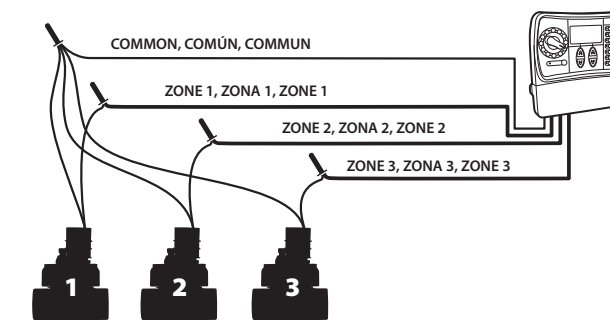 COMMON, COMÚN, COMMUN
ZONE 1, ZONA 1, ZONE 1
ZONE 2, ZONA 2, ZONE 2
ZONE 3, ZONA 3, ZONE 3
1
2
3